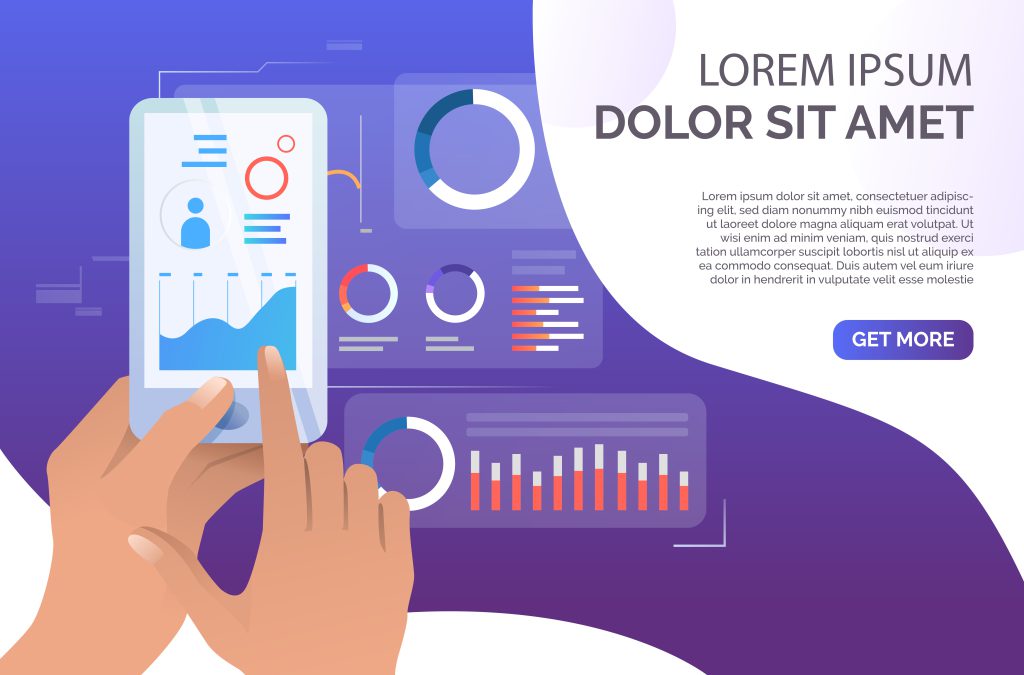 LOREM IPSUM
DOLOR SIT AMET
Lorem ipsum dolor sit amet, consectetuer adipisc-
ing elit, sed diam nonummy nibh euismod tincidunt
ut laoreet dolore magna aliquam erat volutpat. Ut
wisi enim ad minim veniam, quis nostrud exerci
tation ullamcorper suscipit lobortis nisl ut aliquip ex
ea commodo consequat. Duis autem vel eum iriure
dolor in hendrerit in vulputate velit esse molestie
GET MORE